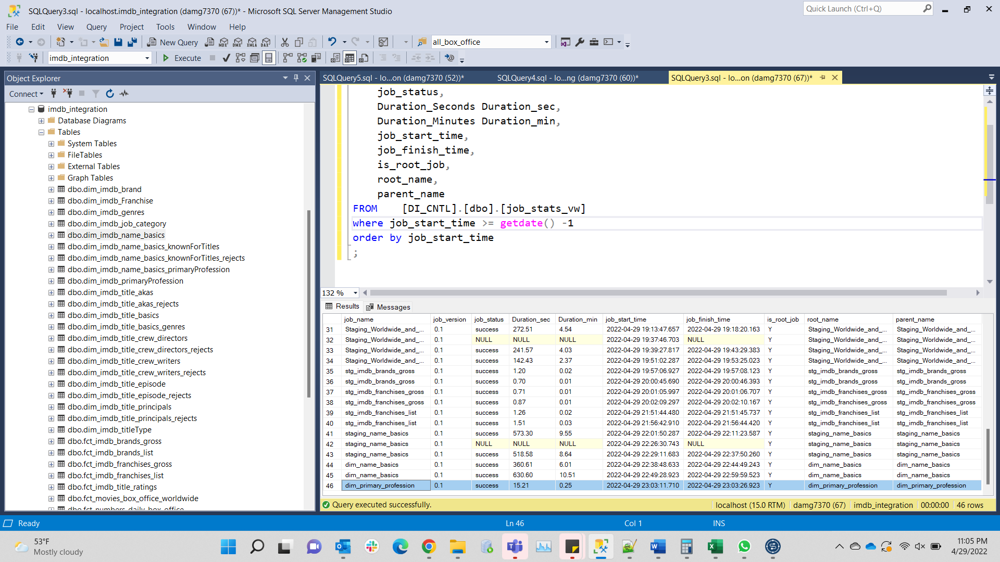 SQLQuery3.sql - localhost.imdb_integration (damg7370 (67))* - Microsoft SQL Server Management Studio
Quick Launch (Ctrl+Q)
File Edit View Query Project Tools Window Help
New Query
MDX DMX XMLA DAX
all_box_office
imdb_integration
Execute
Object Explorer
Connect
imdb_integration
Database Diagrams
Tables
System Tables
FileTables
External Tables
Graph Tables
dbo.dim_imdb_brand
dbo.dim_imdb_Franchise
dbo.dim_imdb_genres
dbo.dim_imdb_job_category
dbo.dim_imdb_name_basics
dbo.dim_imdb_name_basics_knownForTitles
dbo.dim_imdb_name_basics_knownForTitles_rejects
dbo.dim_imdb_name_basics_primaryProfession
dbo.dim_imdb_primaryProfession
dbo.dim_imdb_title_akas
dbo.dim_imdb_title_akas_rejects
dbo.dim_imdb_title_basics
dbo.dim_imdb_title_basics_genres
dbo.dim_imdb_title_crew_directors
dbo.dim_imdb_title_crew_directors_rejects
dbo.dim_imdb_title_crew_writers
dbo.dim_imdb_title_crew_writers_rejects
dbo.dim_imdb_title_episode
dbo.dim_imdb_title_episode_rejects
dbo.dim_imdb_title_principals
dbo.dim_imdb_title_principals_rejects
dbo.dim_imdb_titleType
dbo.fct_imdb_brands_gross
dbo.fct_imdb_brands_list
dbo.fct_imdb_franchises_gross
dbo.fct_imdb_franchises_list
dbo.fct_imdb_title_ratings
dbo.fct_movies_box_office_worldwide
dbo.fct_numbers_daily_box_office
SQLQuery5.sql - lo...on (damg7370 (52))* SQLQuery4.sql - lo...ng (damg7370 (60))* SQLQuery3.sql - lo...on (damg7370 (67))*
job_status,
Duration_Seconds Duration_sec,
Duration_Minutes Duration_min,
job_start_time,
job_finish_time,
is_root_job,
root_name,
parent_name
FROM [DI_CNTL].[dbo].[job_stats_vw]
where job_start_time >= getdate() -1
order by job_start_time
;
132 %
Results Messages
job_name job_version job_status Duration_sec Duration_min job_start_time job_finish_time is_root_job root_name parent_name
31 Staging_Worldwide_and_... 0.1 success 272.51 4.54 2022-04-29 19:13:47.657 2022-04-29 19:18:20.163 Y Staging_Worldwide_and_... Staging_Worldwide_and_...
32 Staging_Worldwide_and_... 0.1 NULL NULL NULL 2022-04-29 19:37:46.703 NULL Y Staging_Worldwide_and_... Staging_Worldwide_and_...
33 Staging_Worldwide_and_... 0.1 success 241.57 4.03 2022-04-29 19:39:27.817 2022-04-29 19:43:29.383 Y Staging_Worldwide_and_... Staging_Worldwide_and_...
34 Staging_Worldwide_and_... 0.1 success 142.43 2.37 2022-04-29 19:51:02.287 2022-04-29 19:53:25.023 Y Staging_Worldwide_and_... Staging_Worldwide_and_...
35 stg_imdb_brands_gross 0.1 success 1.20 0.02 2022-04-29 19:57:06.927 2022-04-29 19:57:08.123 Y stg_imdb_brands_gross stg_imdb_brands_gross
36 stg_imdb_brands_gross 0.1 success 0.70 0.01 2022-04-29 20:00:45.690 2022-04-29 20:00:46.393 Y stg_imdb_brands_gross stg_imdb_brands_gross
37 stg_imdb_franchises_gross 0.1 success 0.71 0.01 2022-04-29 20:01:05.997 2022-04-29 20:01:06.707 Y stg_imdb_franchises_gross stg_imdb_franchises_gross
38 stg_imdb_franchises_gross 0.1 success 0.87 0.01 2022-04-29 20:02:09.297 2022-04-29 20:02:10.167 Y stg_imdb_franchises_gross stg_imdb_franchises_gross
39 stg_imdb_franchises_list 0.1 success 1.26 0.02 2022-04-29 21:51:44.480 2022-04-29 21:51:45.737 Y stg_imdb_franchises_list stg_imdb_franchises_list
40 stg_imdb_franchises_list 0.1 success 1.51 0.03 2022-04-29 21:56:42.910 2022-04-29 21:56:44.420 Y stg_imdb_franchises_list stg_imdb_franchises_list
41 staging_name_basics 0.1 success 573.30 9.55 2022-04-29 22:01:50.287 2022-04-29 22:11:23.587 Y staging_name_basics staging_name_basics
42 staging_name_basics 0.1 NULL NULL NULL 2022-04-29 22:26:30.743 NULL Y staging_name_basics staging_name_basics
43 staging_name_basics 0.1 success 518.58 8.64 2022-04-29 22:29:11.683 2022-04-29 22:37:50.260 Y staging_name_basics staging_name_basics
44 dim_name_basics 0.1 success 360.61 6.01 2022-04-29 22:38:48.633 2022-04-29 22:44:49.243 Y dim_name_basics dim_name_basics
45 dim_name_basics 0.1 success 630.60 10.51 2022-04-29 22:49:28.923 2022-04-29 22:59:59.523 Y dim_name_basics dim_name_basics
46 dim_primary_profession 0.1 success 15.21 0.25 2022-04-29 23:03:11.710 2022-04-29 23:03:26.923 Y dim_primary_profession dim_primary_profession
Query executed successfully. localhost (15.0 RTM) damg7370 (67) imdb_integration 00:00:00 46 rows
Ready Ln 46 Col 1 INS
53°F
Mostly cloudy
11:05 PM
4/29/2022